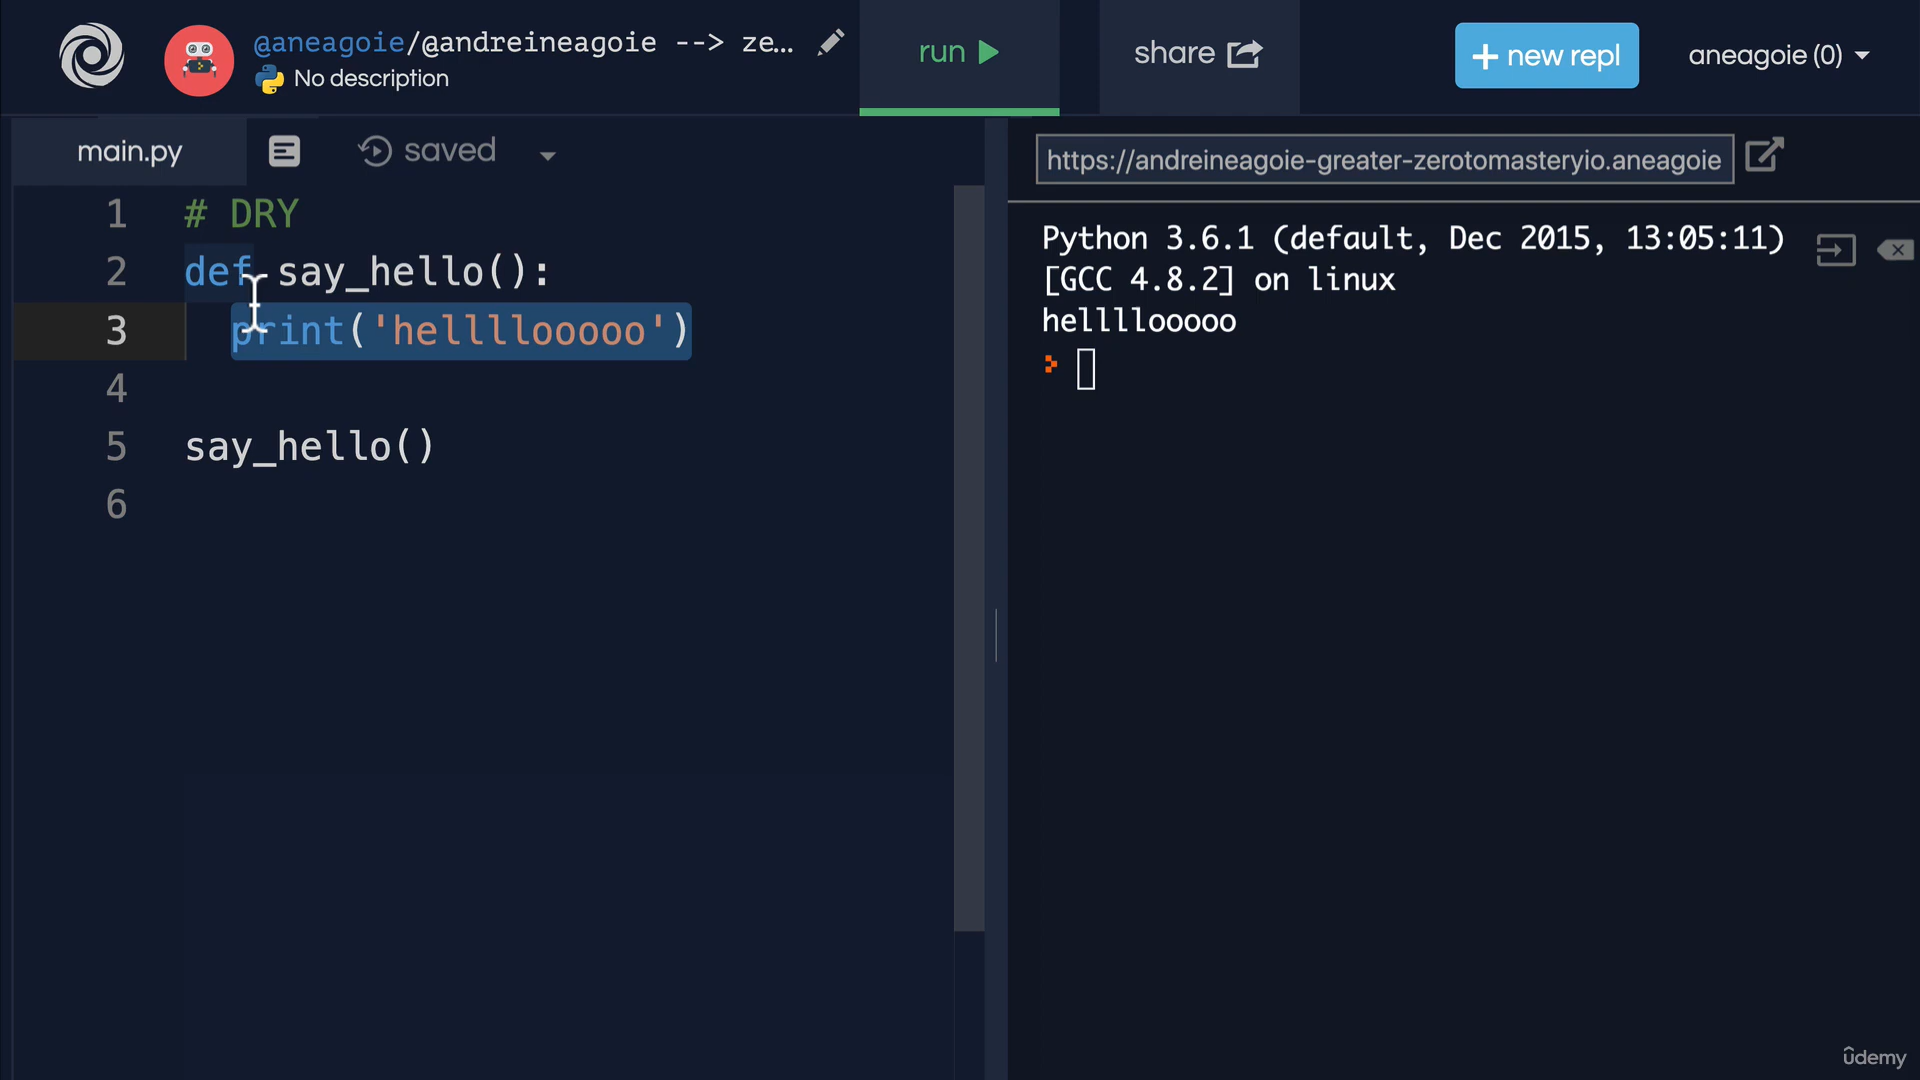 @aneagoie/@andreineagoie --> ze...
No description
run
share
+ new repl
aneagoie (0)
main.py
saved
https://andreineagoie-greater-zerotomasteryio.aneagoie
1 # DRY
2 def say_hello():
3 print('helllloooo')
4
5 say_hello()
6
Python 3.6.1 (default, Dec 2015, 13:05:11)
[GCC 4.8.2] on linux
hellllooooo
udemy